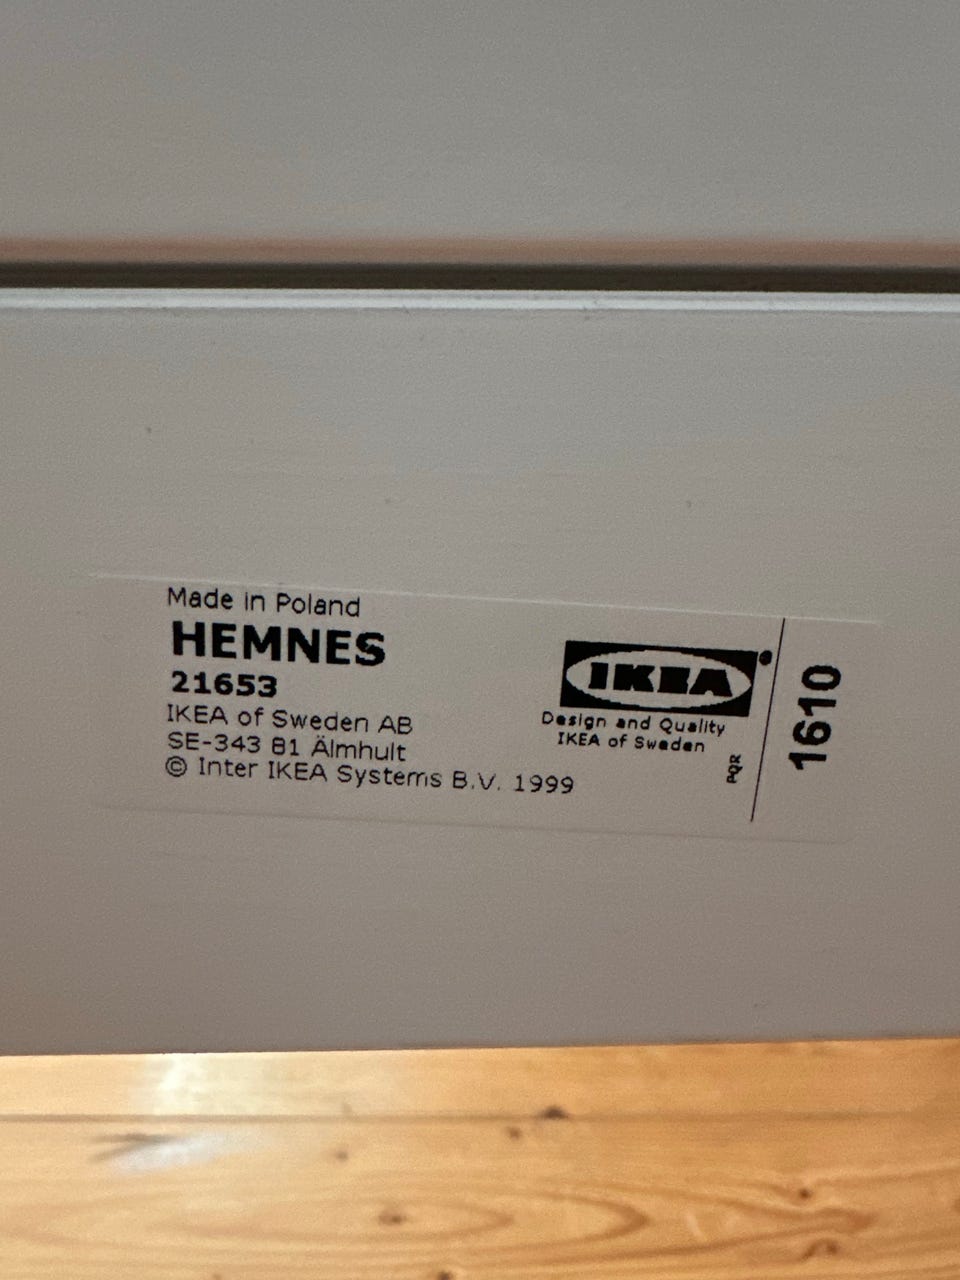 Made in Poland
HEMNES
21653
IKEA of Sweden AB
SE-343 81 Älmhult
© Inter IKEA Systems B.V. 1999
IKEA
Design and Quality
IKEA of Sweden
PQR
1610